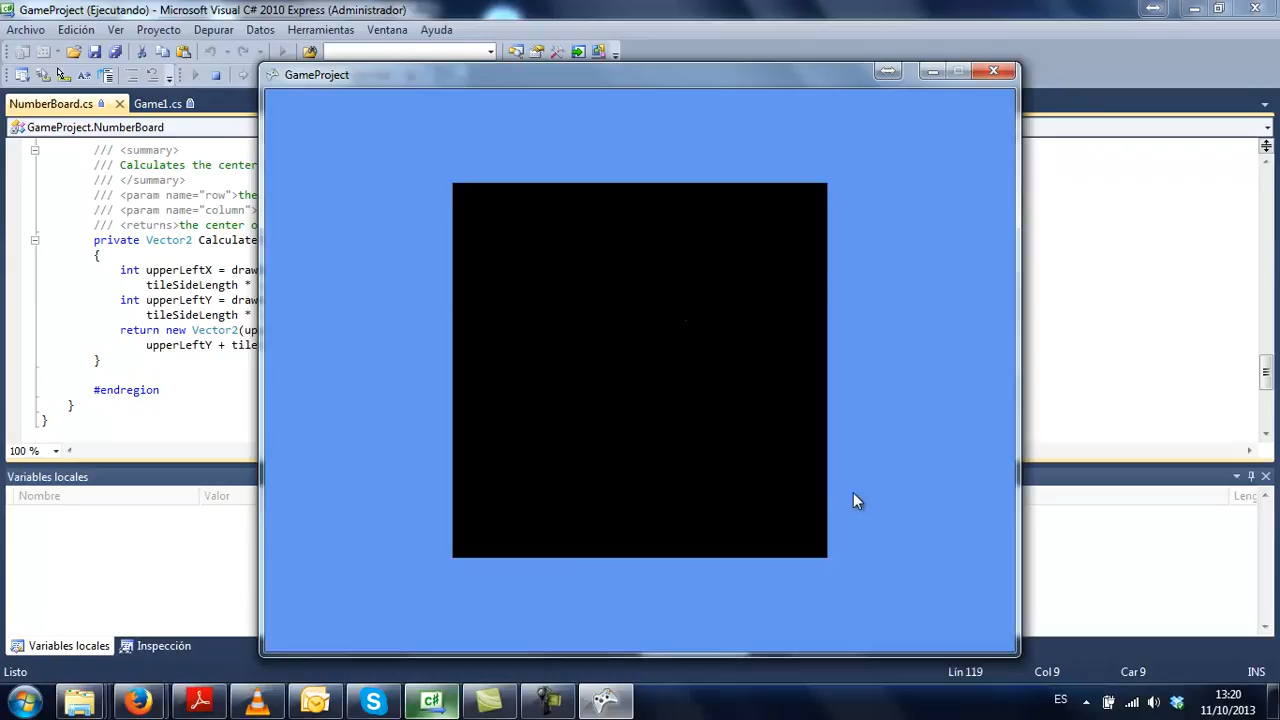 GameProject (Ejecutando) - Microsoft Visual C# 2010 Express (Administrador)
Archivo Edición Ver Proyecto Depurar Datos Herramientas Ventana Ayuda
GameProject
NumberBoard.cs Game1.cs
GameProject.NumberBoard
/// <summary>
/// Calculates the center
/// </summary>
/// <param name="row">the
/// <param name="column">
/// <returns>the center o
private Vector2 Calculate
{
int upperLeftX = draw
tileSideLength *
int upperLeftY = draw
tileSideLength *
return new Vector2(up
upperLeftY + tile
}
#endregion
}
}
100 %
Variables locales
Nombre Valor
Variables locales Inspección
Listo Lín 119 Col 9 Car 9 INS
ES 13:20
11/10/2013